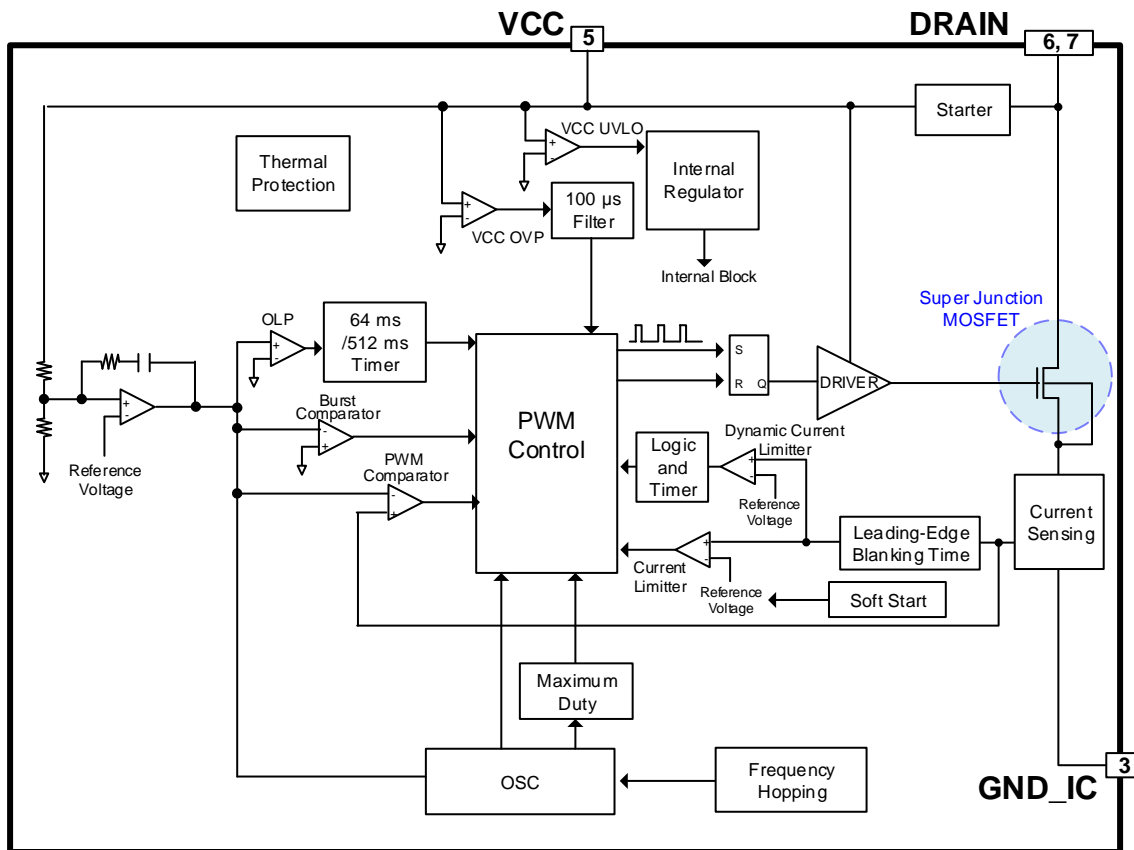 VCC
DRAIN
5
6, 7
Starter
VCC UVLO
+
-
Thermal
Protection
Internal
Regulator
100 µs
Filter
+
-
VCC OVP
Internal Block
Super Junction
MOSFET
OLP
64 ms
/512 ms
Timer
+
-
S
R Q
DRIVER
PWM
Control
+
-
Reference
Voltage
Burst
Comparator
-
+
PWM
Comparator
-
+
Dynamic Current
Limitter
Logic
and
Timer
+
-
Reference
Voltage
Current
Sensing
Leading-Edge
Blanking Time
+
-
Current
Limitter
Reference
Voltage
Soft Start
Maximum
Duty
OSC
Frequency
Hopping
3
GND_IC